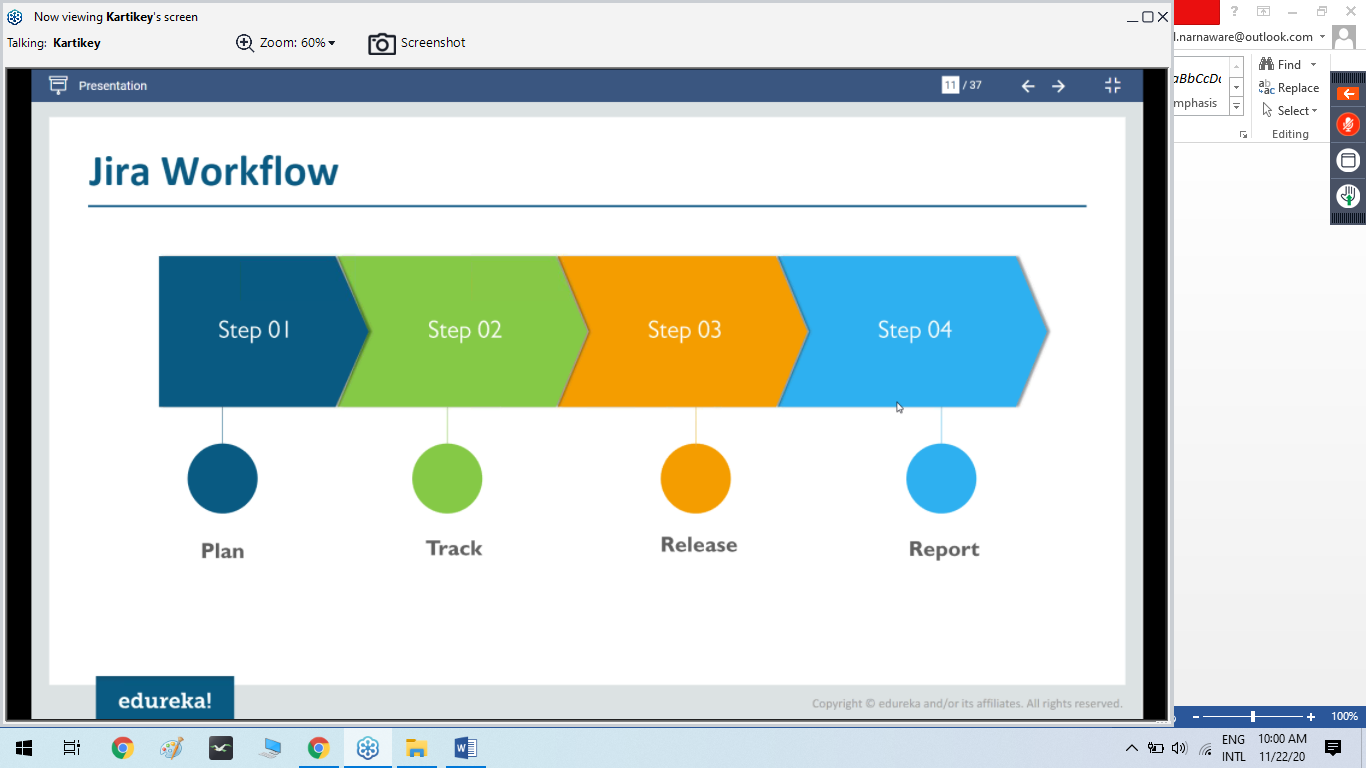 Now viewing Kartikey's screen
Talking: Kartikey
Zoom: 60%
Screenshot
l.narnaware@outlook.com
Find
Replace
Select
Editing
aBbCcDc
mphasis
Presentation
11 / 37
Jira Workflow
Step 01
Step 02
Step 03
Step 04
Plan
Track
Release
Report
edureka!
Copyright © edureka and/or its affiliates. All rights reserved.
100%
ENG
INTL
10:00 AM
11/22/20